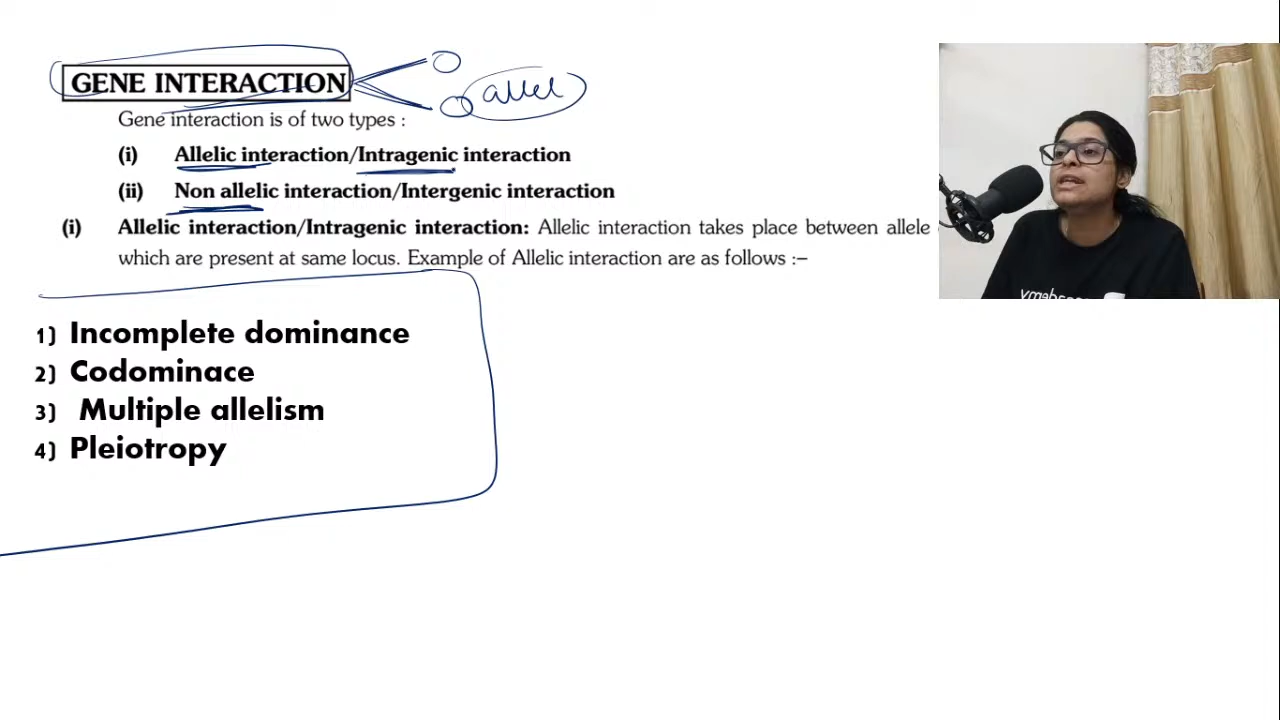 GENE INTERACTION
allel
Gene interaction is of two types :
(i) Allelic interaction/Intragenic interaction
(ii) Non allelic interaction/Intergenic interaction
(i) Allelic interaction/Intragenic interaction: Allelic interaction takes place between allele
which are present at same locus. Example of Allelic interaction are as follows :–
1) Incomplete dominance
2) Codominace
3) Multiple allelism
4) Pleiotropy